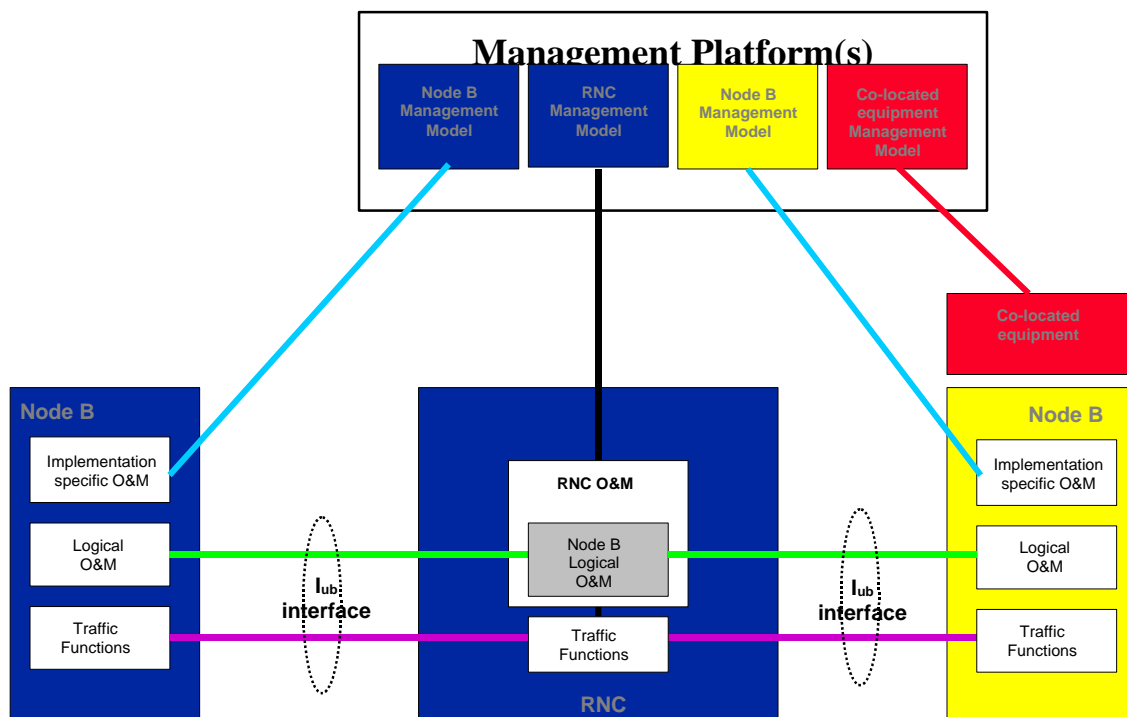 Management Platform(s)
Node B
Management
Model
RNC
Management
Model
Node B
Management
Model
Co-located
equipment
Management
Model
Co-located
equipment
Node B
Implementation
specific O&M
Logical
O&M
Traffic
Functions
Iub
interface
RNC O&M
Node B
Logical
O&M
Traffic
Functions
RNC
Iub
interface
Node B
Implementation
specific O&M
Logical
O&M
Traffic
Functions